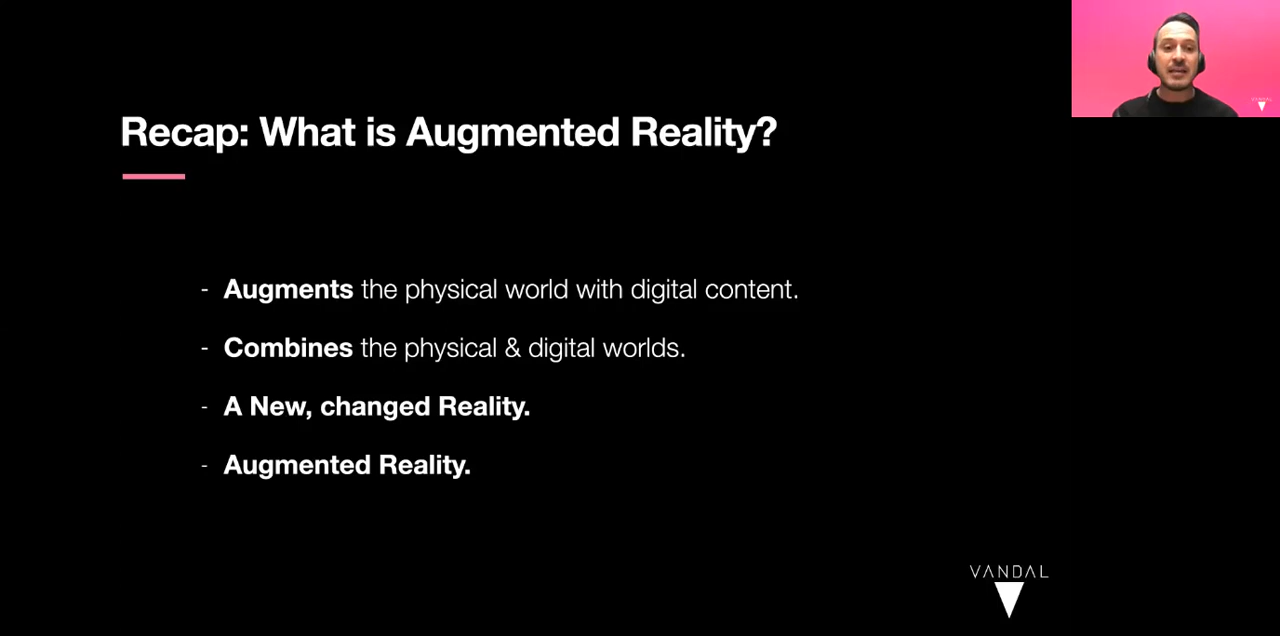 Recap: What is Augmented Reality?
- Augments the physical world with digital content.
- Combines the physical & digital worlds.
- A New, changed Reality.
- Augmented Reality.
VANDAL
VANDAL